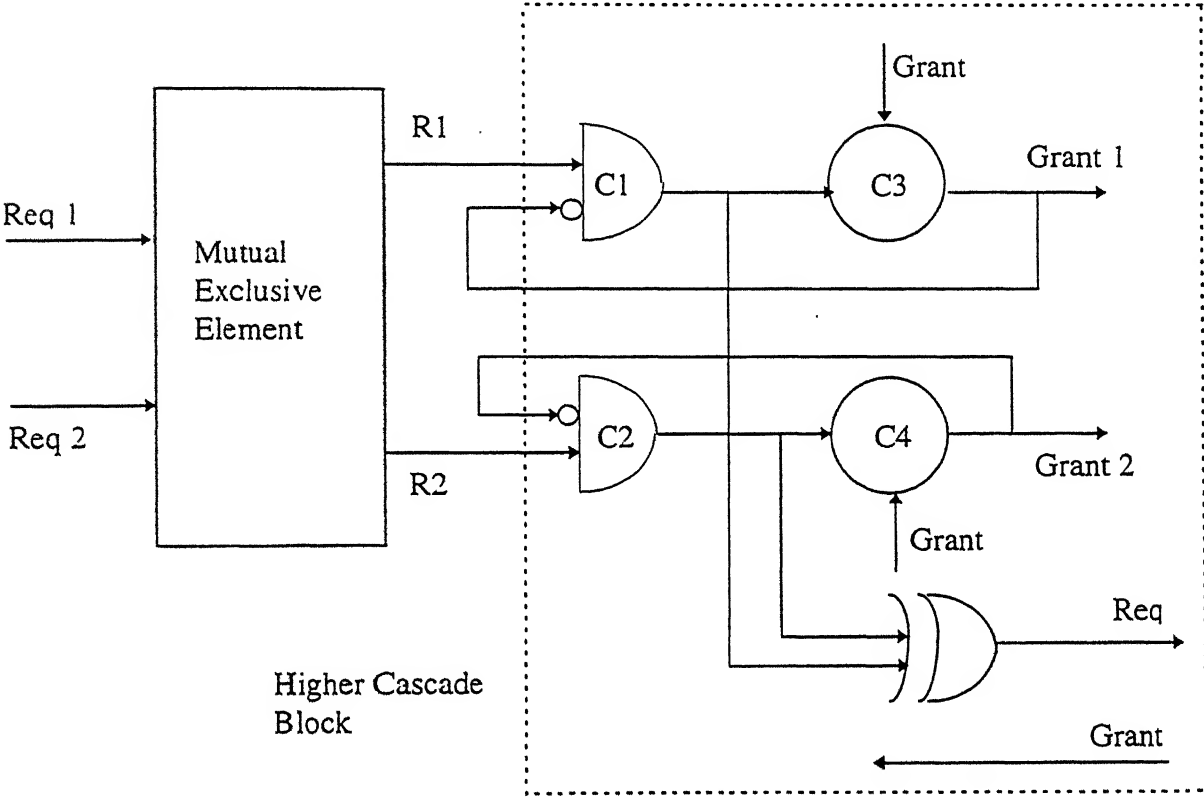 Grant
R1
C1
C3
Grant 1
Req 1
Mutual
Exclusive
Element
Req 2
C2
C4
R2
Grant 2
Grant
Req
Higher Cascade
Block
Grant